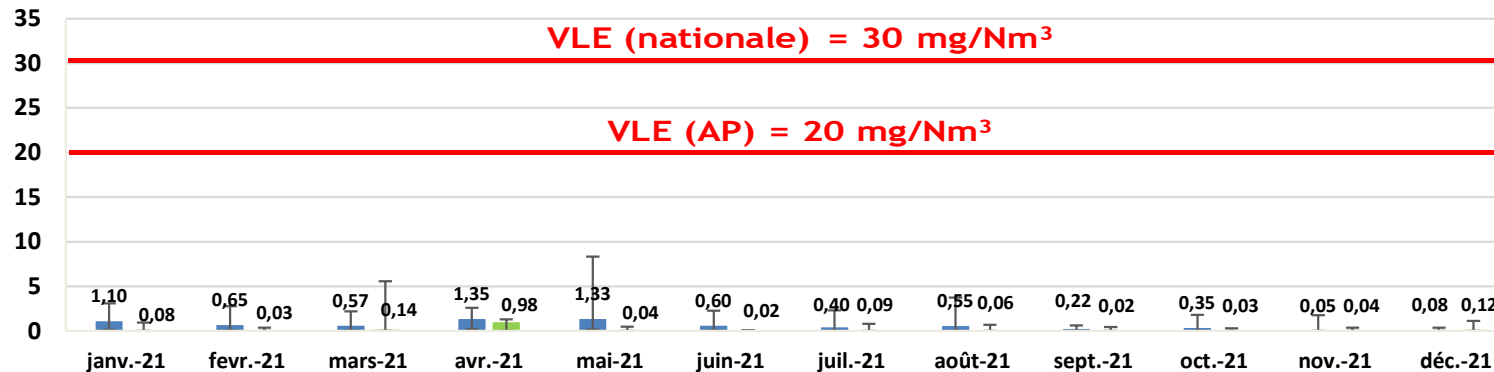 35
VLE (nationale) = 30 mg/Nm³
30
25
VLE (AP) = 20 mg/Nm³
20
15
10
5
1,10 0,08 0,65 0,03 0,57 0,14 1,35 0,98 1,33 0,04 0,60 0,02 0,40 0,09 0,55 0,06 0,22 0,02 0,35 0,03 0,05 0,04 0,08 0,12
0
janv.-21 fevr.-21 mars-21 avr.-21 mai-21 juin-21 juil.-21 août-21 sept.-21 oct.-21 nov.-21 déc.-21